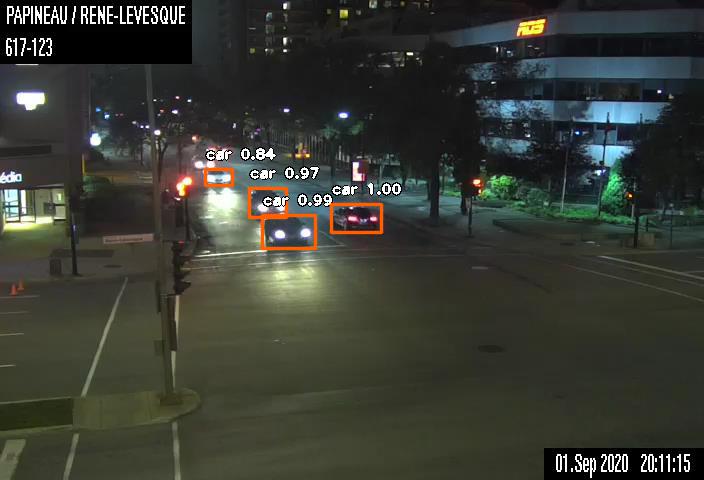 PAPINEAU / RENE-LEVESQUE
617-123
car 0.84
car 0.97
car 1.00
car 0.99
édia
01.Sep 2020 20:11:15